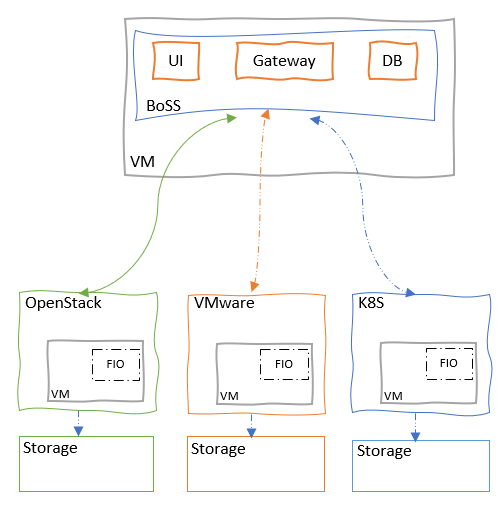 UI
Gateway
DB
BoSS
VM
OpenStack
VMware
K8S
FIO
FIO
FIO
VM
VM
VM
Storage
Storage
Storage